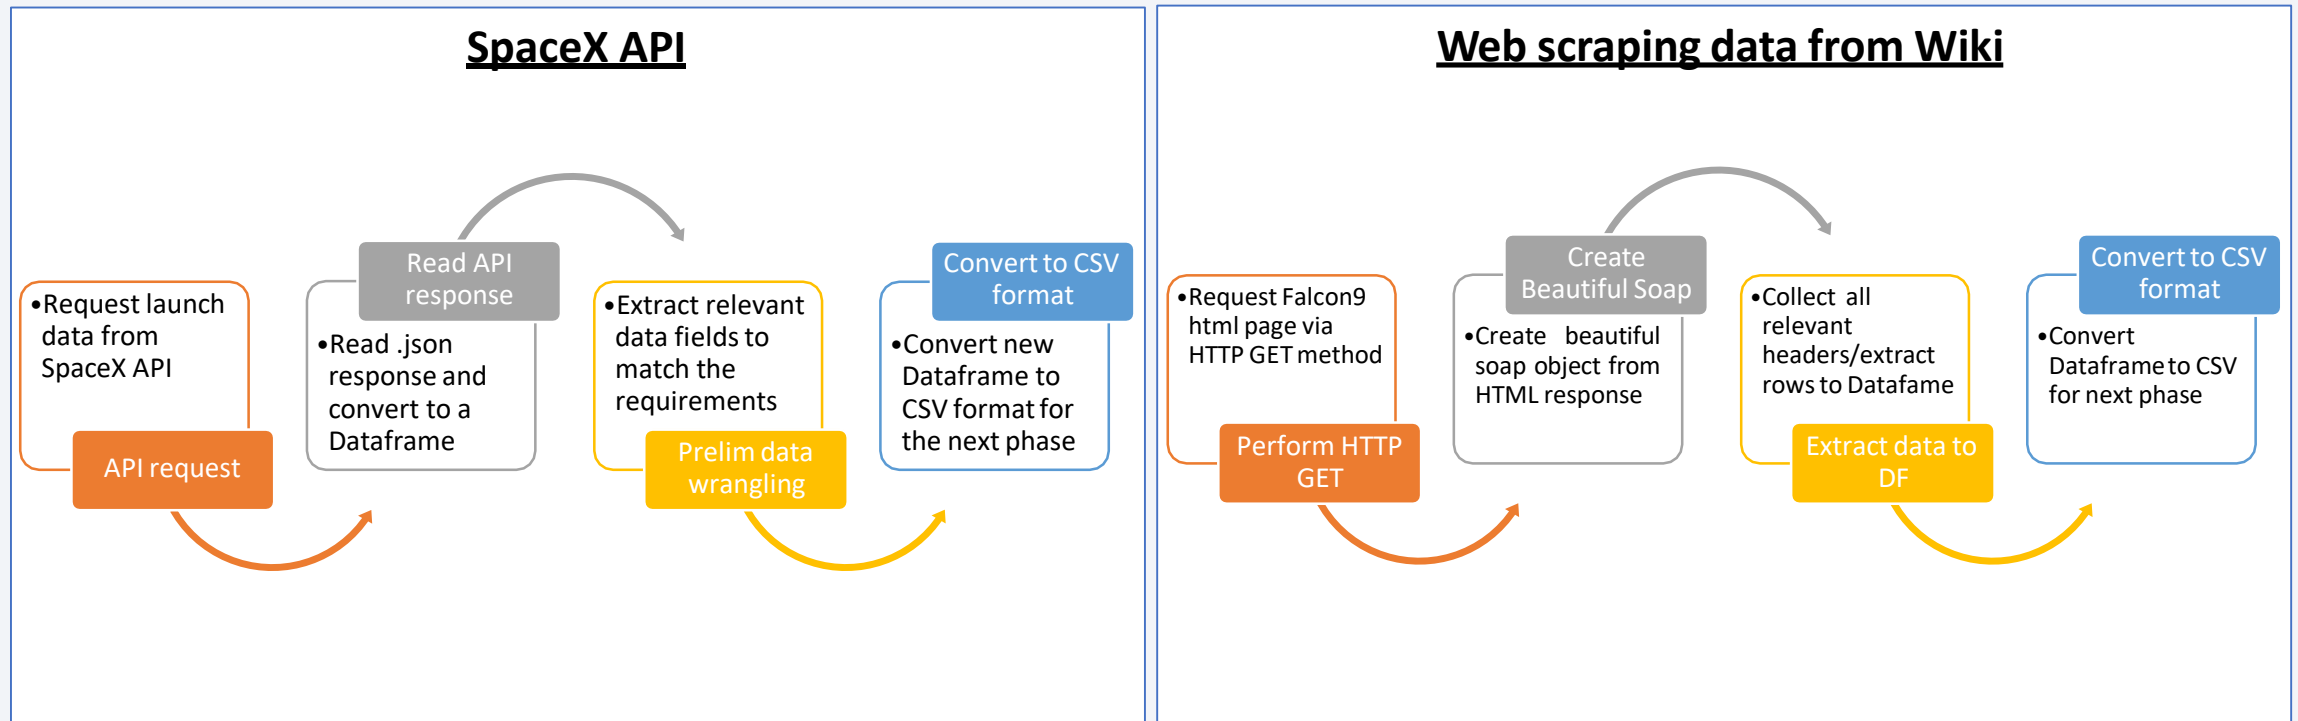 SpaceX API
•Request launch
data from
SpaceX API
API request
Read API
response
•Read .json
response and
convert to a
Dataframe
•Extract relevant
data fields to
match the
requirements
Prelim data
wrangling
Convert to CSV
format
•Convert new
Dataframe to
CSV format for
the next phase
Web scraping data from Wiki
•Request Falcon9
html page via
HTTP GET method
Perform HTTP
GET
Create
Beautiful Soap
•Create beautiful
soap object from
HTML response
•Collect all
relevant
headers/extract
rows to Datafame
Extract data to
DF
Convert to CSV
format
•Convert
Dataframe to CSV
for next phase